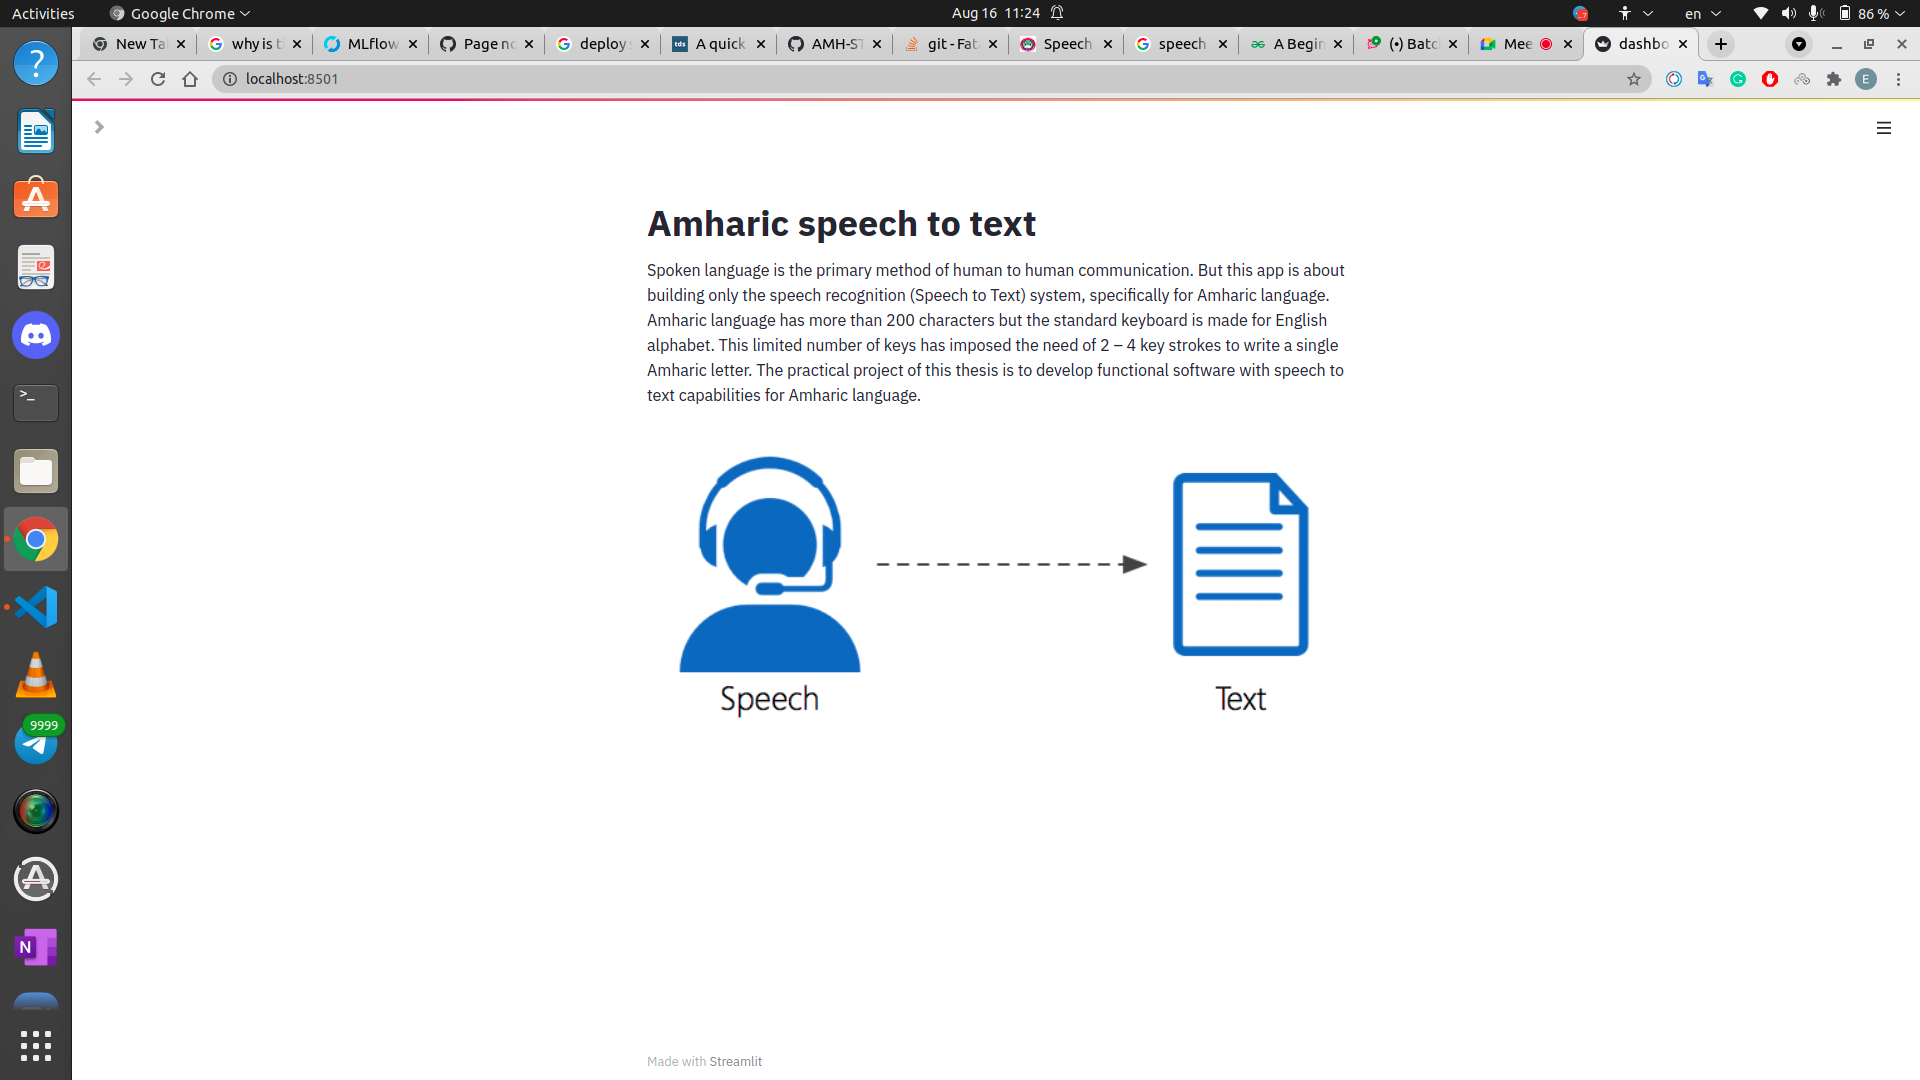 Activities
Google Chrome
Aug 16 11:24
en
86 %
New Ta
why is t
MLflow
Page no
deploy
tds
A quick
AMH-ST
git - Fat
Speech
speech
A Begin
(•) Batc
Mee
dashbo
localhost:8501
E
Amharic speech to text
Spoken language is the primary method of human to human communication. But this app is about
building only the speech recognition (Speech to Text) system, specifically for Amharic language.
Amharic language has more than 200 characters but the standard keyboard is made for English
alphabet. This limited number of keys has imposed the need of 2 – 4 key strokes to write a single
Amharic letter. The practical project of this thesis is to develop functional software with speech to
text capabilities for Amharic language.
Speech
Text
9999
N
Made with Streamlit